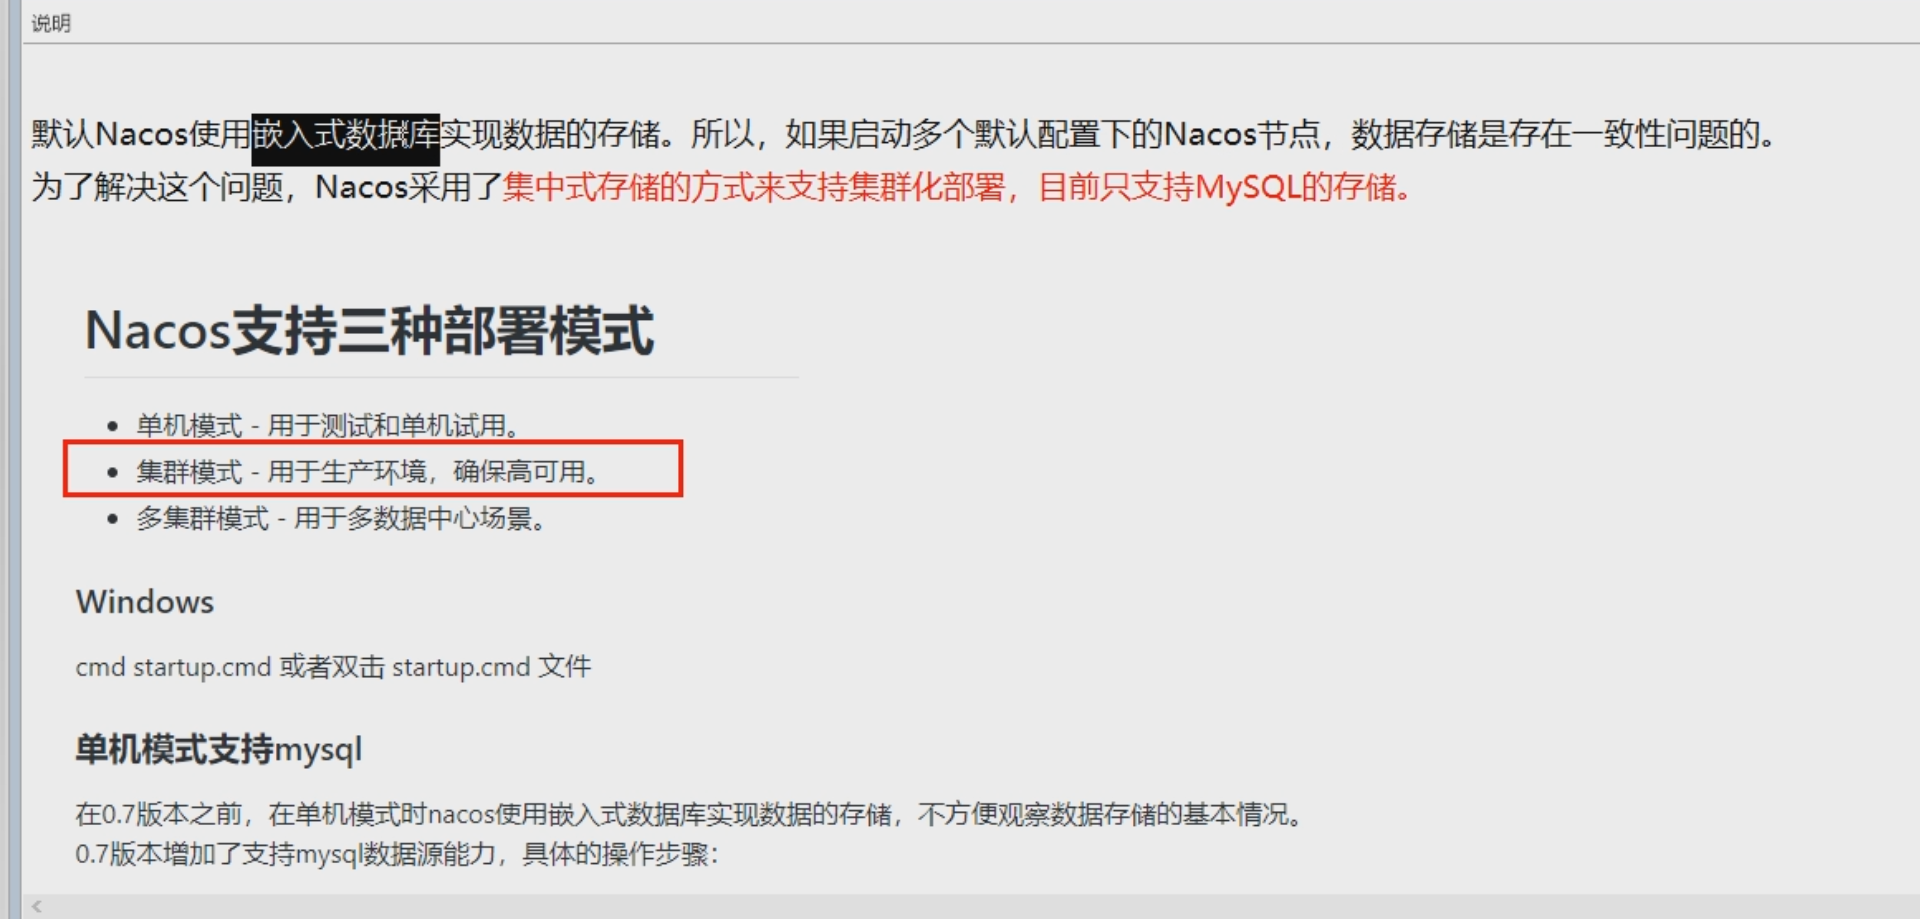 说明
默认Nacos使用嵌入式数据库实现数据的存储。所以，如果启动多个默认配置下的Nacos节点，数据存储是存在一致性问题的。
为了解决这个问题，Nacos采用了集中式存储的方式来支持集群化部署，目前只支持MySQL的存储。
Nacos支持三种部署模式
• 单机模式 - 用于测试和单机试用。
• 集群模式 - 用于生产环境，确保高可用。
• 多集群模式 - 用于多数据中心场景。
Windows
cmd startup.cmd 或者双击 startup.cmd 文件
单机模式支持mysql
在0.7版本之前，在单机模式时nacos使用嵌入式数据库实现数据的存储，不方便观察数据存储的基本情况。
0.7版本增加了支持mysql数据源能力，具体的操作步骤：